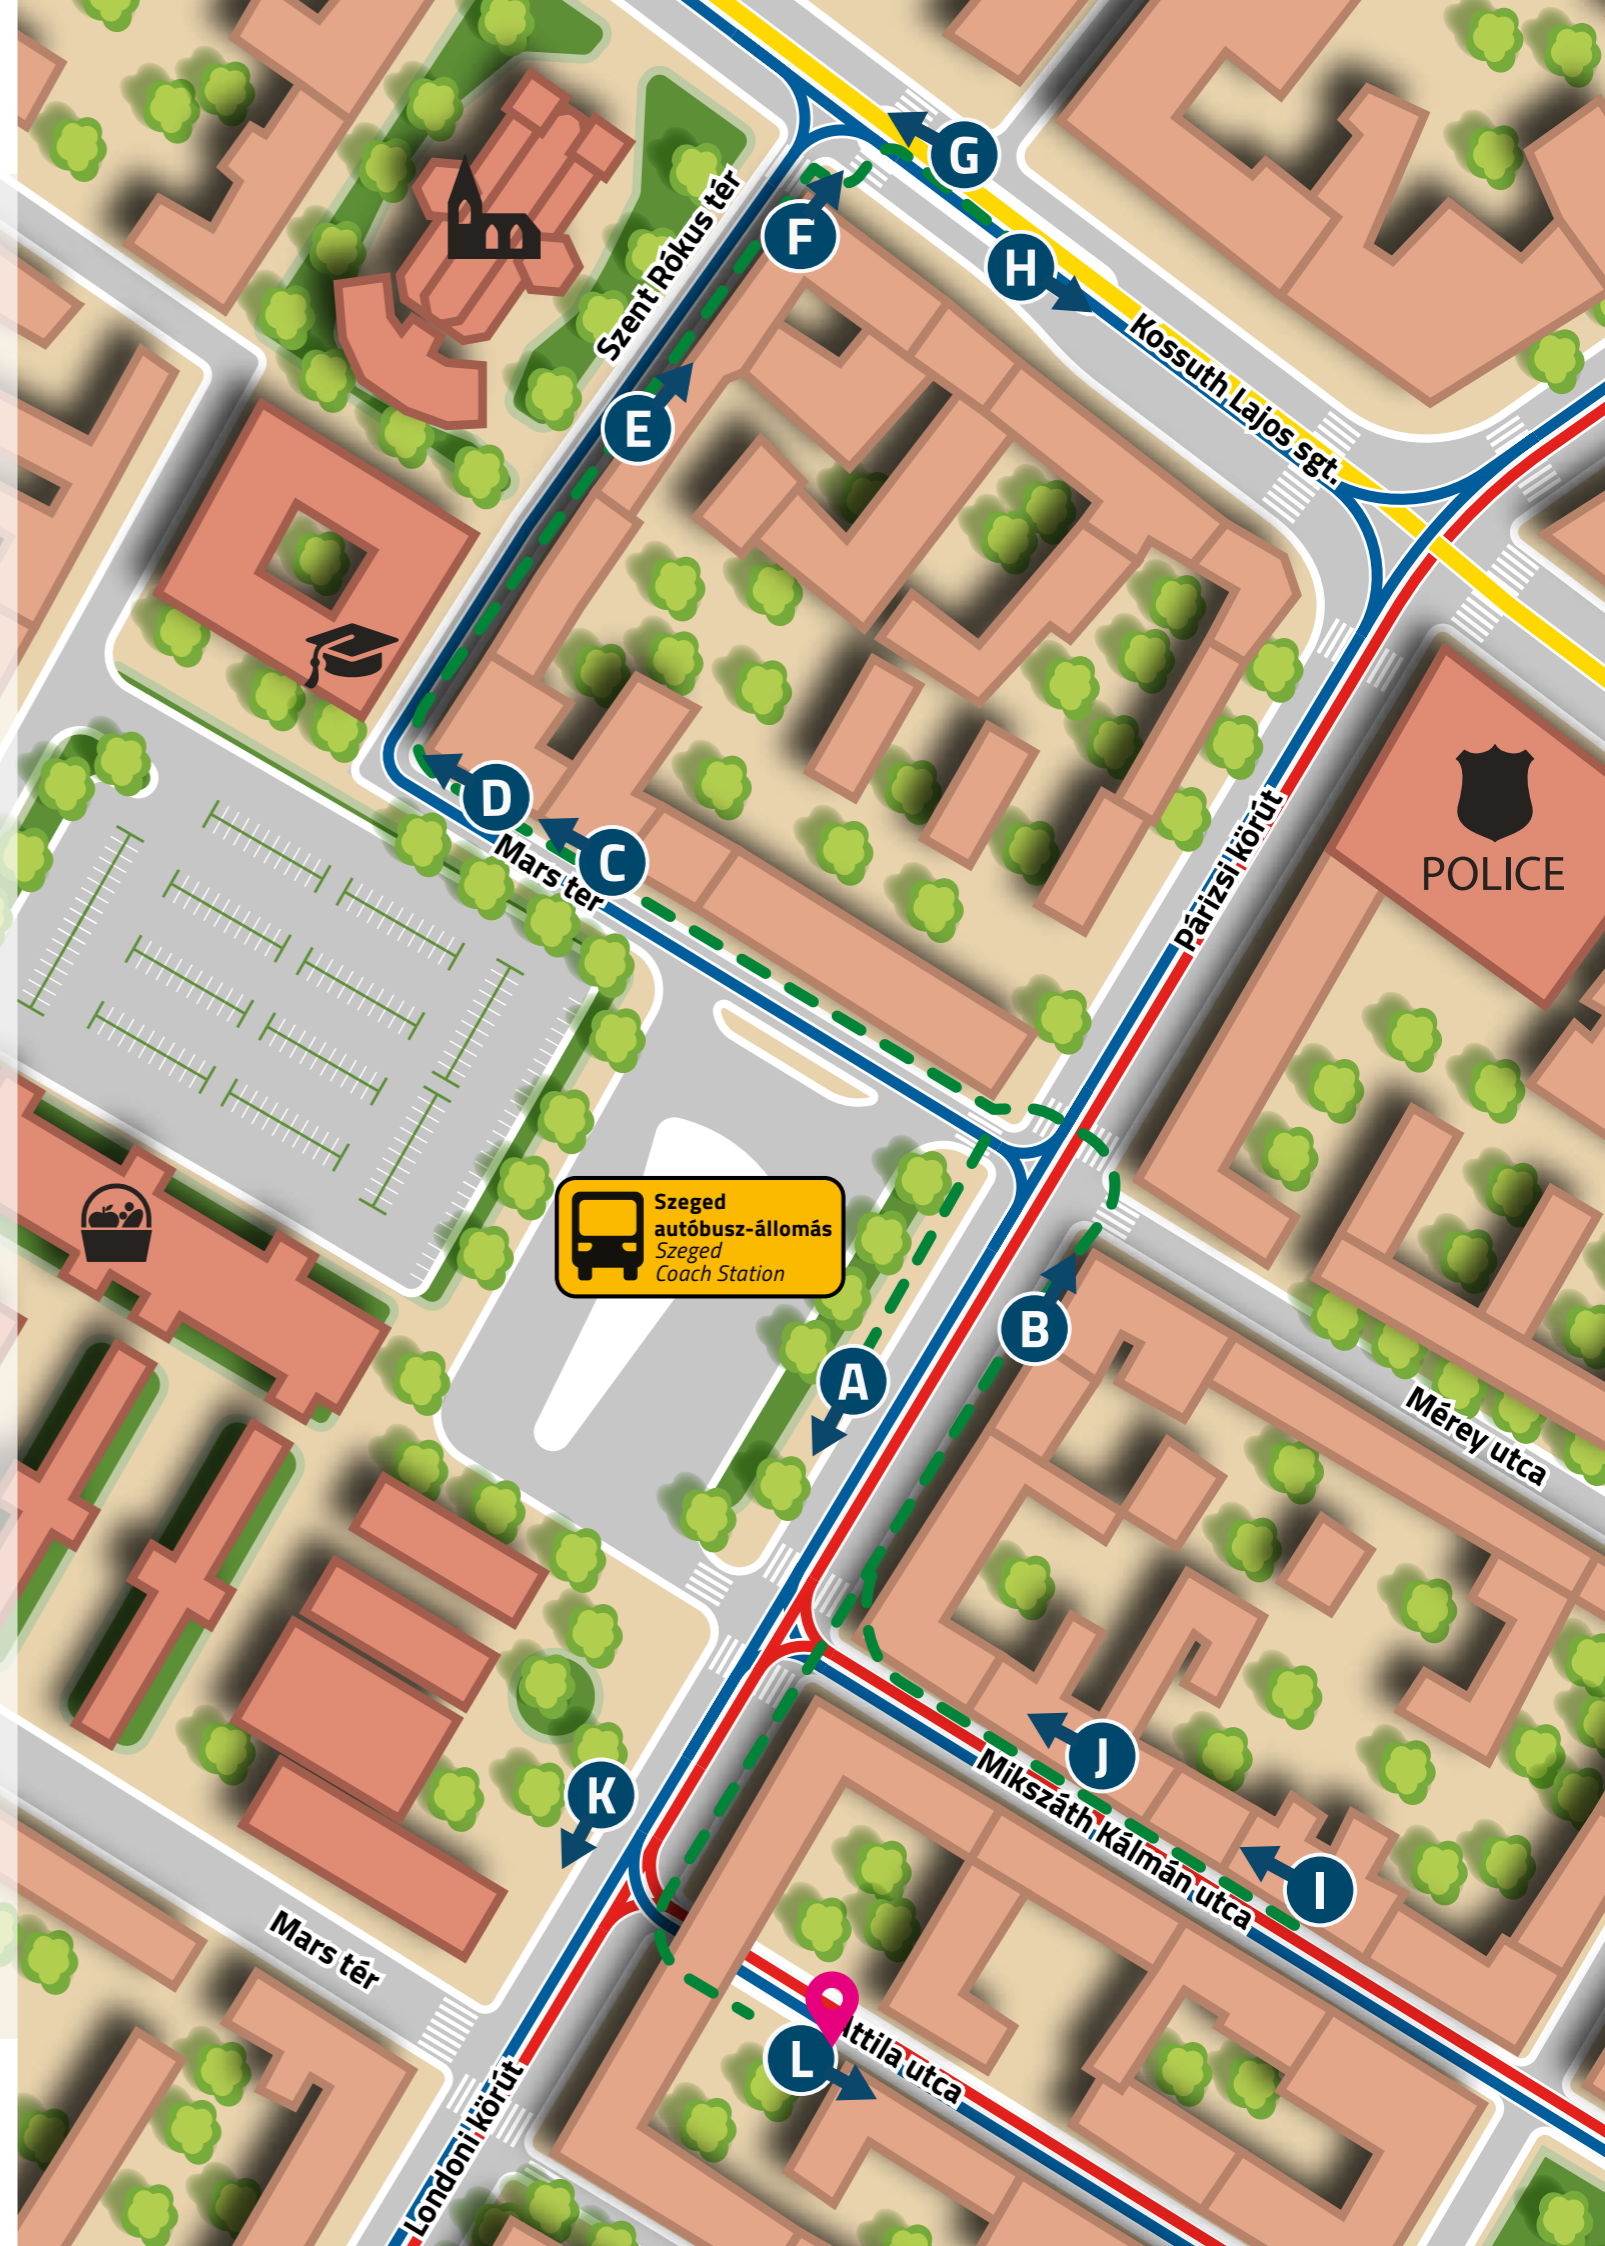 G
Szent Rókus tér
F
H
Kossuth Lajos sgt.
E
D
C
Mars tér
Párizsi körút
POLICE
Szeged
autóbusz-állomás
Szeged
Coach Station
B
A
Mérey utca
J
Mikszáth Kálmán utca
I
K
Mars tér
L
Attila utca
Londoni körút